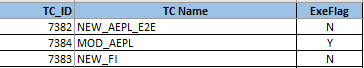 TC_ID TC Name ExeFlag
7382 NEW_AEPL_E2E N
7384 MOD_AEPL Y
7383 NEW_FI N